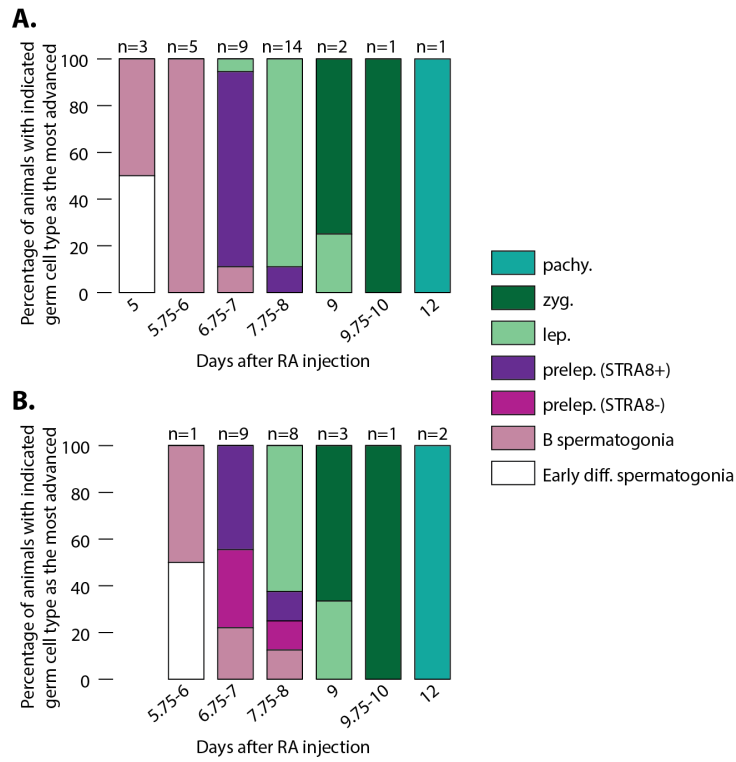 A.
n=3 n=5 n=9 n=14 n=2 n=1 n=1
Percentage of animals with indicated
germ cell type as the most advanced
100
80
60
40
20
0
5 5.75-6 6.75-7 7.75-8 9 9.75-10 12
Days after RA injection
pachy.
zyg.
lep.
prelep. (STRA8+)
prelep. (STRA8-)
B spermatogonia
Early diff. spermatogonia
B.
n=1 n=9 n=8 n=3 n=1 n=2
Percentage of animals with indicated
germ cell type as the most advanced
100
80
60
40
20
0
5.75-6 6.75-7 7.75-8 9 9.75-10 12
Days after RA injection